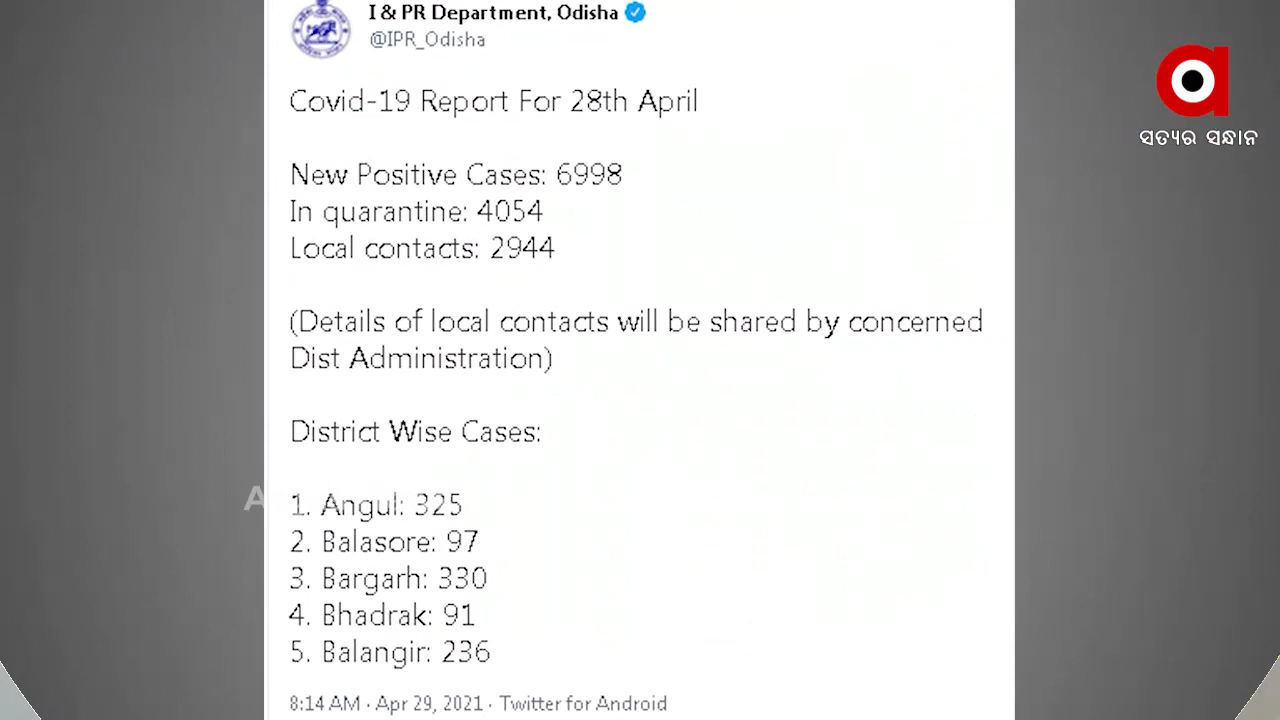 I & PR Department, Odisha
@IPR_Odisha
ସତ୍ୟର ସନ୍ଧାନ
Covid-19 Report For 28th April
New Positive Cases: 6998
In quarantine: 4054
Local contacts: 2944
(Details of local contacts will be shared by concerned
Dist Administration)
District Wise Cases:
1. Angul: 325
2. Balasore: 97
3. Bargarh: 330
4. Bhadrak: 91
5. Balangir: 236
8:14 AM · Apr 29, 2021 · Twitter for Android